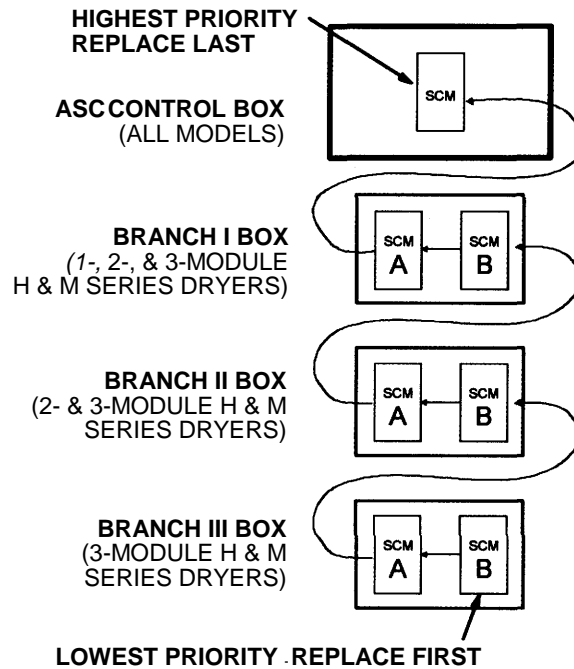 HIGHEST PRIORITY
REPLACE LAST
SCM
ASCCONTROL BOX
(ALL MODELS)
BRANCH I BOX
(1-, 2-, & 3-MODULE
H & M SERIES DRYERS)
SCM
A
SCM
B
BRANCH II BOX
(2- & 3-MODULE H & M
SERIES DRYERS)
SCM
A
SCM
B
BRANCH III BOX
(3-MODULE H & M
SERIES DRYERS)
SCM
A
SCM
B
LOWEST PRIORITY - REPLACE FIRST